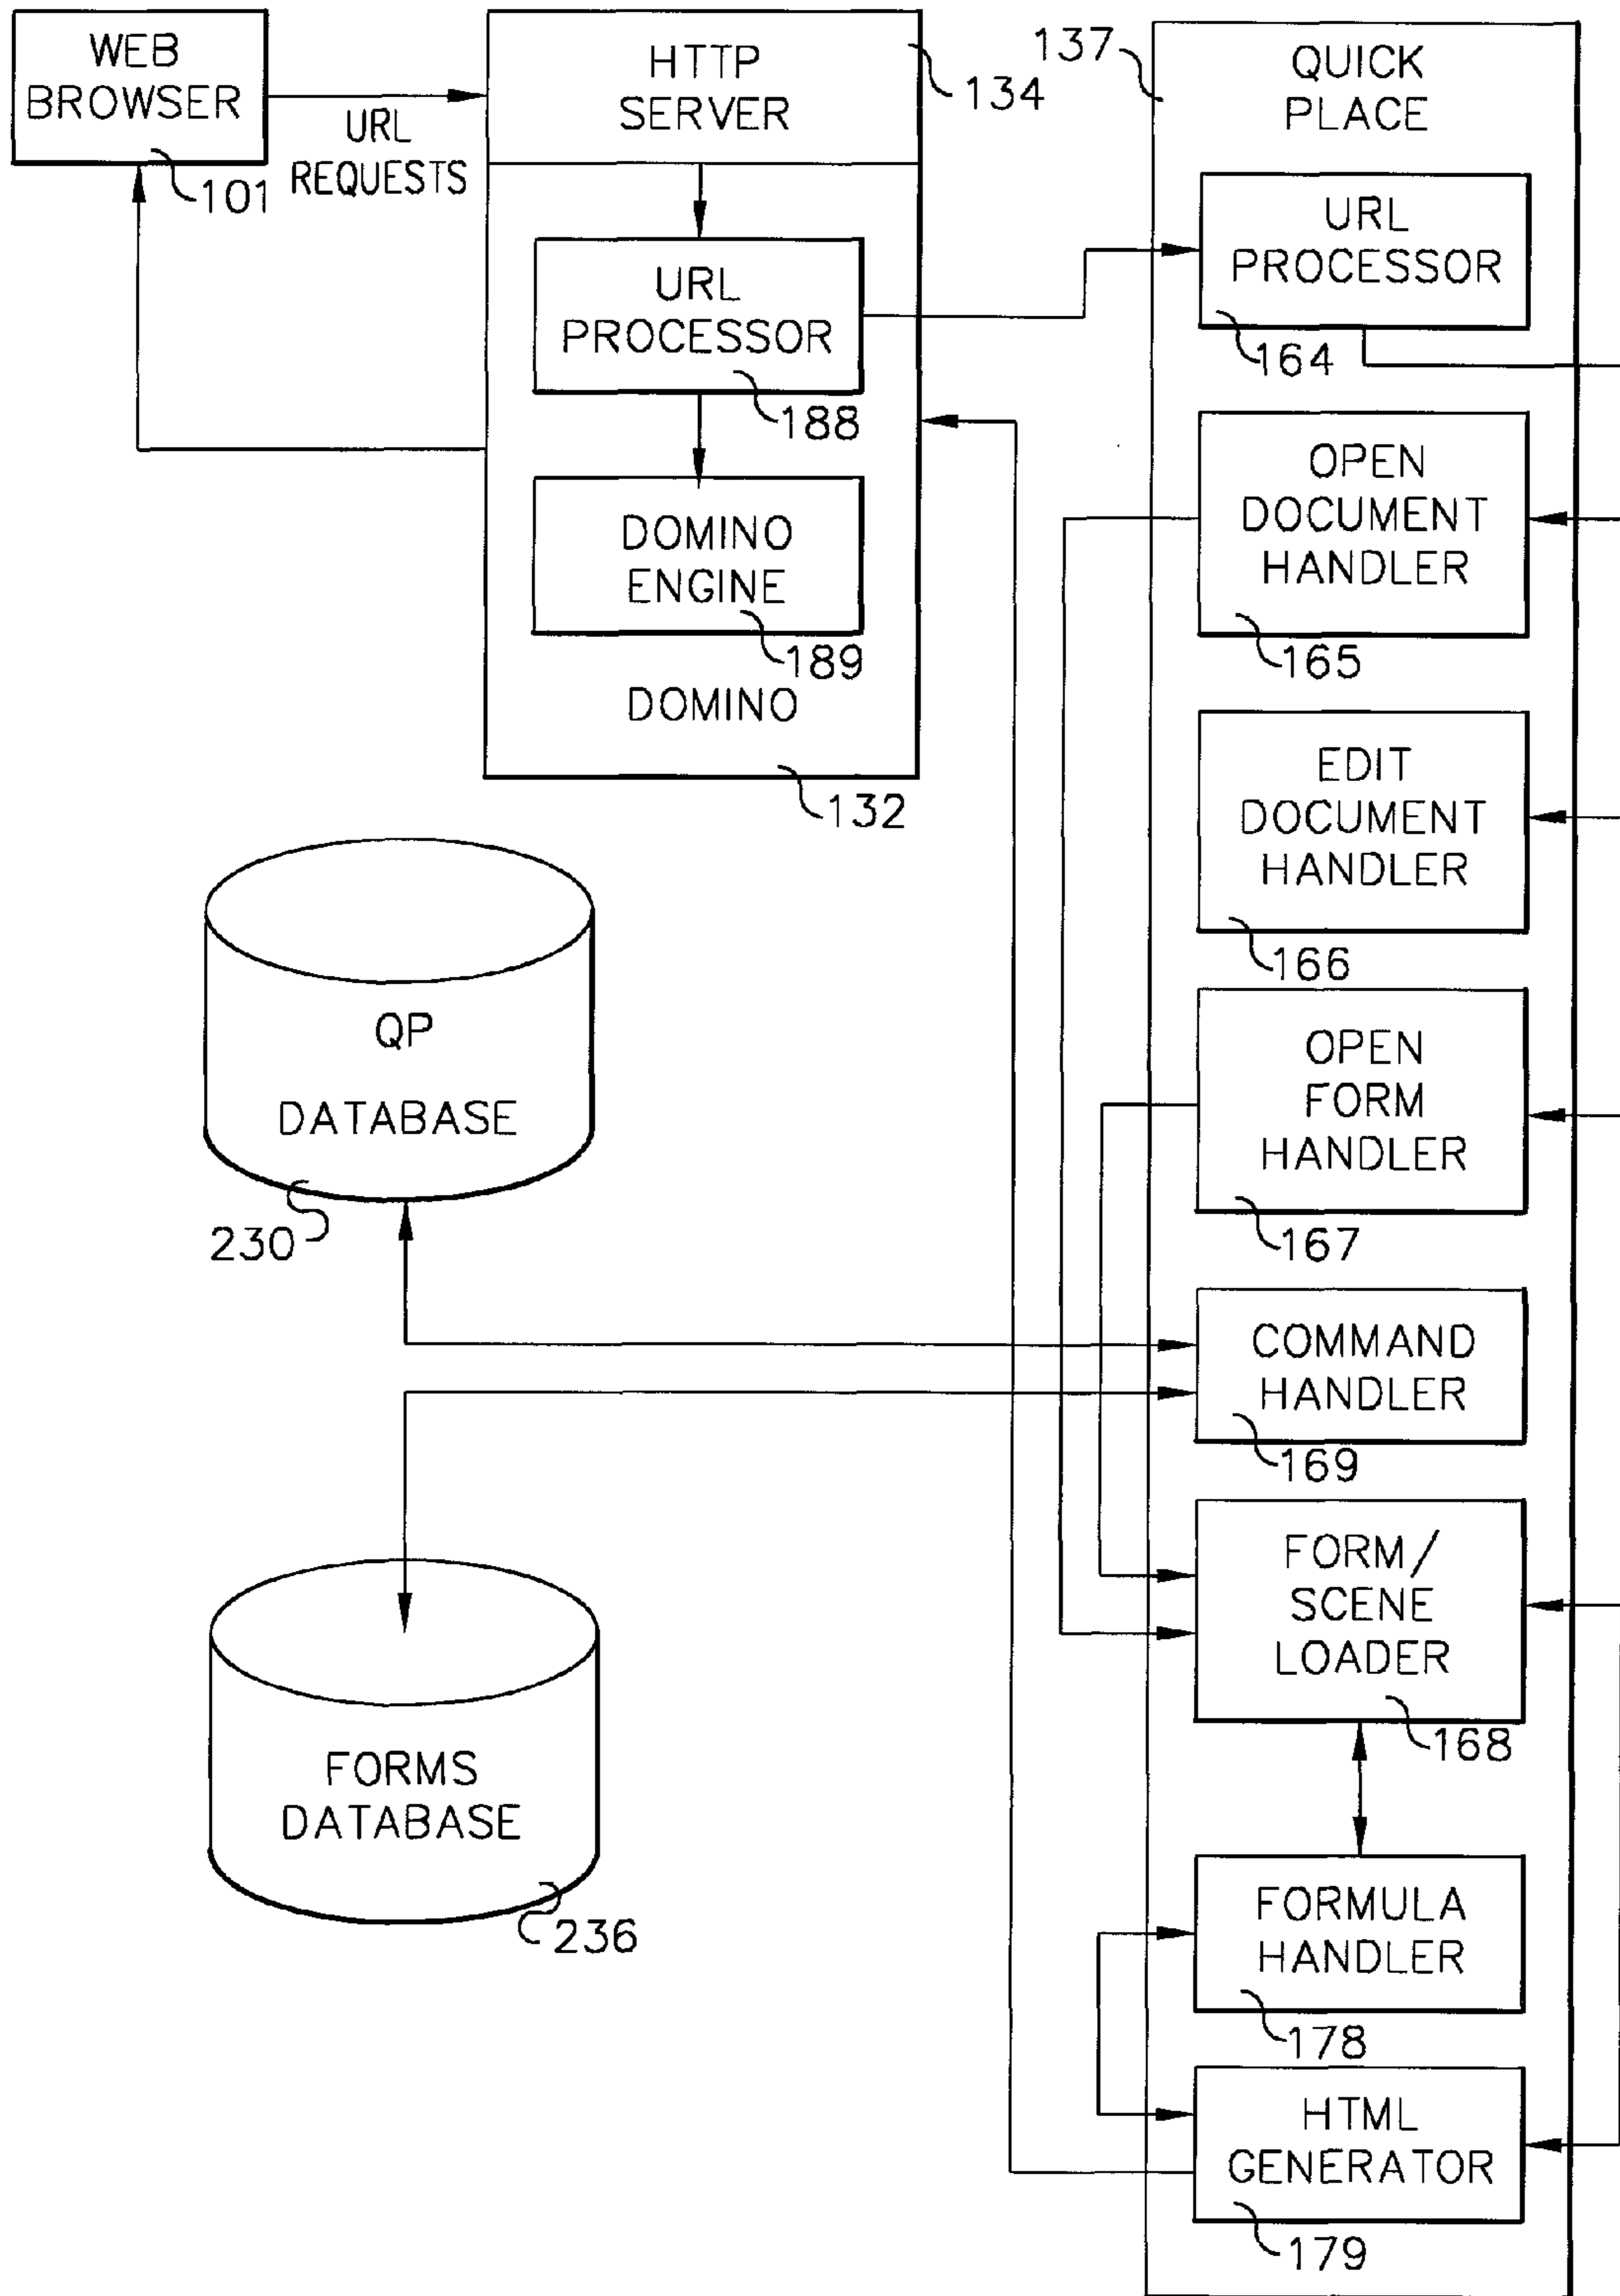 WEB
BROWSER
101
URL
REQUESTS
HTTP
SERVER
134
URL
PROCESSOR
188
DOMINO
ENGINE
189
DOMINO
132
137
QUICK
PLACE
URL
PROCESSOR
164
OPEN
DOCUMENT
HANDLER
165
EDIT
DOCUMENT
HANDLER
166
OPEN
FORM
HANDLER
167
COMMAND
HANDLER
169
FORM/
SCENE
LOADER
168
FORMULA
HANDLER
178
HTML
GENERATOR
179
QP
DATABASE
230
FORMS
DATABASE
236